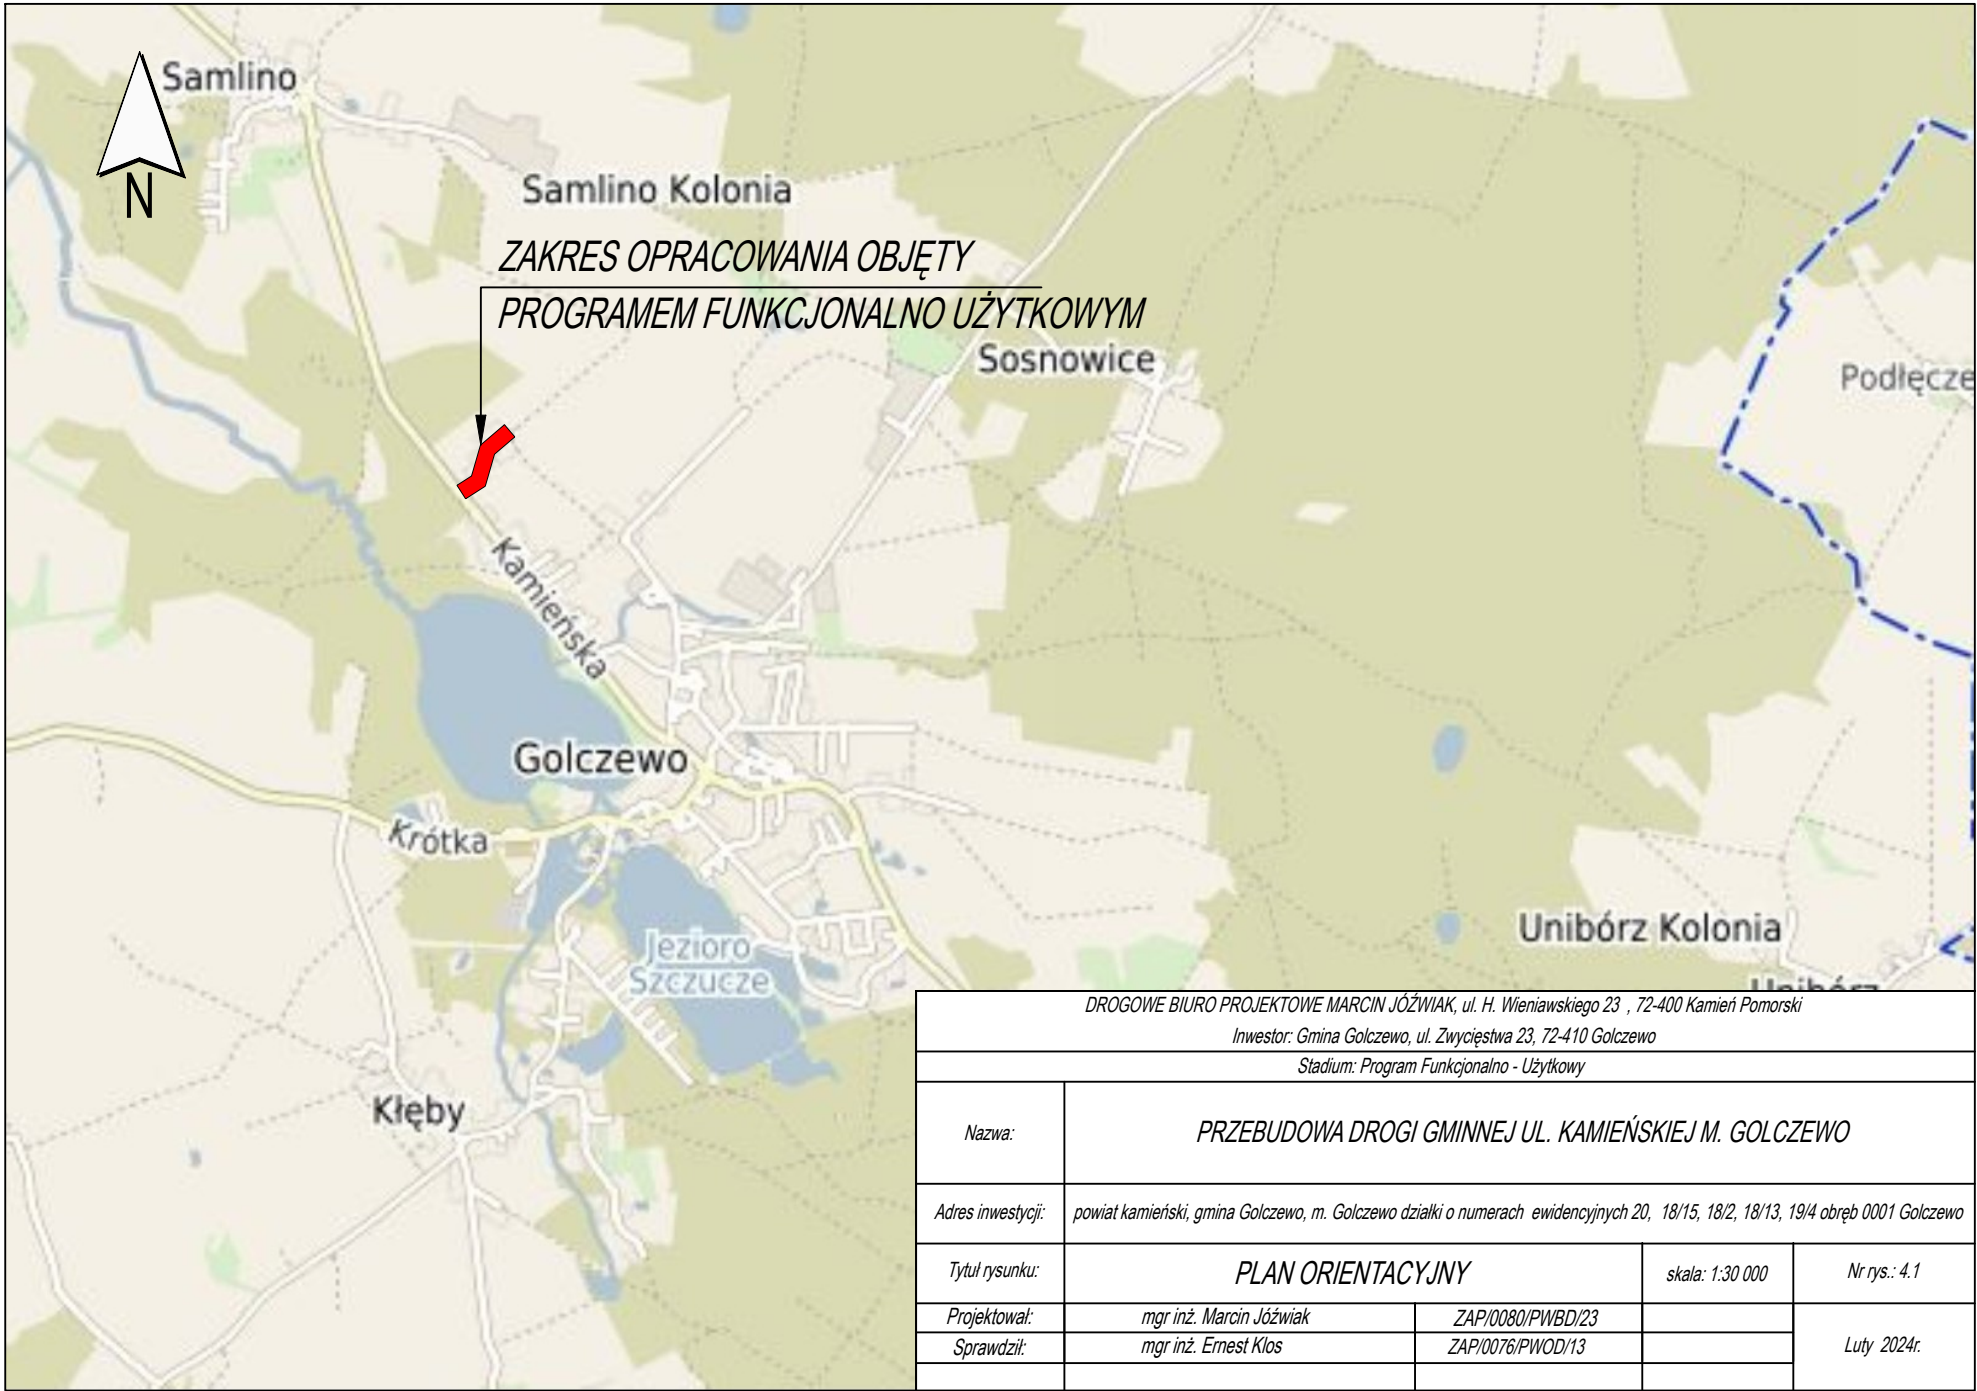 Samlino
N
Samlino Kolonia
ZAKRES OPRACOWANIA OBJĘTY
PROGRAMEM FUNKCJONALNO UŻYTKOWYM
Sosnowice
Podłęcze
Kamieńska
Golczewo
Krótka
Jezioro
Szczucze
Unibórz Kolonia
Unibórz
Kłęby
DROGOWE BIURO PROJEKTOWE MARCIN JÓŹWIAK, ul. H. Wieniawskiego 23 , 72-400 Kamień Pomorski
Inwestor: Gmina Golczewo, ul. Zwycięstwa 23, 72-410 Golczewo
Stadium: Program Funkcjonalno - Użytkowy
Nazwa: PRZEBUDOWA DROGI GMINNEJ UL. KAMIEŃSKIEJ M. GOLCZEWO
Adres inwestycji: powiat kamieński, gmina Golczewo, m. Golczewo działki o numerach ewidencyjnych 20, 18/15, 18/2, 18/13, 19/4 obręb 0001 Golczewo
Tytuł rysunku: PLAN ORIENTACYJNY skala: 1:30 000 Nr rys.: 4.1
Projektował: mgr inż. Marcin Jóźwiak ZAP/0080/PWBD/23
Sprawdził: mgr inż. Ernest Klos ZAP/0076/PWOD/13 Luty 2024r.